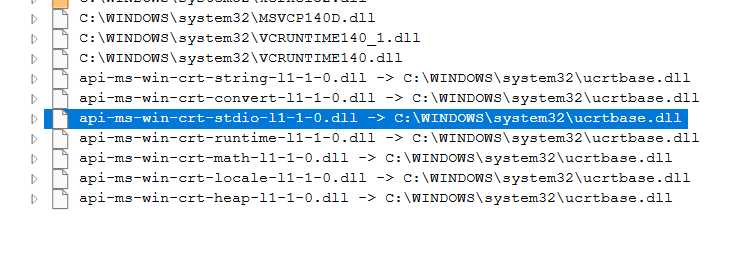 C:\WINDOWS\system32\MSVCP140D.dll
C:\WINDOWS\system32\VCRUNTIME140_1.dll
C:\WINDOWS\system32\VCRUNTIME140.dll
api-ms-win-crt-string-l1-1-0.dll -> C:\WINDOWS\system32\ucrtbase.dll
api-ms-win-crt-convert-l1-1-0.dll -> C:\WINDOWS\system32\ucrtbase.dll
api-ms-win-crt-stdio-l1-1-0.dll -> C:\WINDOWS\system32\ucrtbase.dll
api-ms-win-crt-runtime-l1-1-0.dll -> C:\WINDOWS\system32\ucrtbase.dll
api-ms-win-crt-math-l1-1-0.dll -> C:\WINDOWS\system32\ucrtbase.dll
api-ms-win-crt-locale-l1-1-0.dll -> C:\WINDOWS\system32\ucrtbase.dll
api-ms-win-crt-heap-l1-1-0.dll -> C:\WINDOWS\system32\ucrtbase.dll